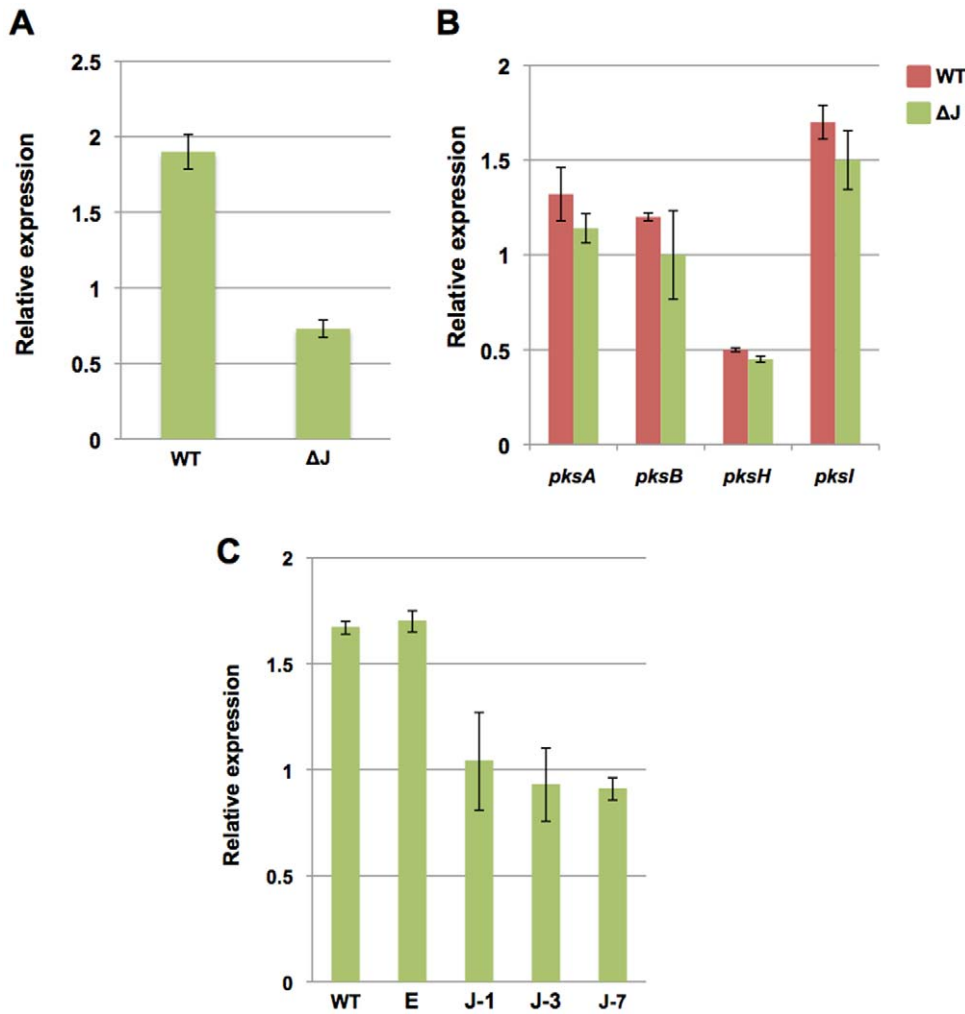 A
2.5
2
1.5
1
0.5
0
Relative expression
WT ΔJ
B
2
1.5
1
0.5
0
Relative expression
pksA pksB pksH pksI
WT
ΔJ
C
2
1.5
1
0.5
0
Relative expression
WT E J-1 J-3 J-7